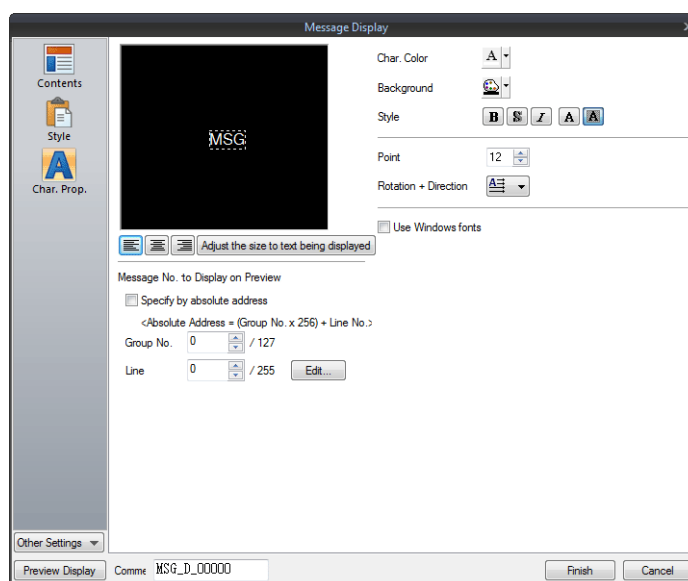 Message Display
Contents
Style
Char. Prop.
MSG
Adjust the size to text being displayed
Message No. to Display on Preview
Specify by absolute address
<Absolute Address = (Group No. x 256) + Line No.>
Group No. 0 / 127
Line 0 / 255 Edit...
Char. Color A
Background
Style B S I A A
Point 12
Rotation + Direction A
Use Windows fonts
Other Settings
Preview Display Comme MSG_D_00000 Finish Cancel